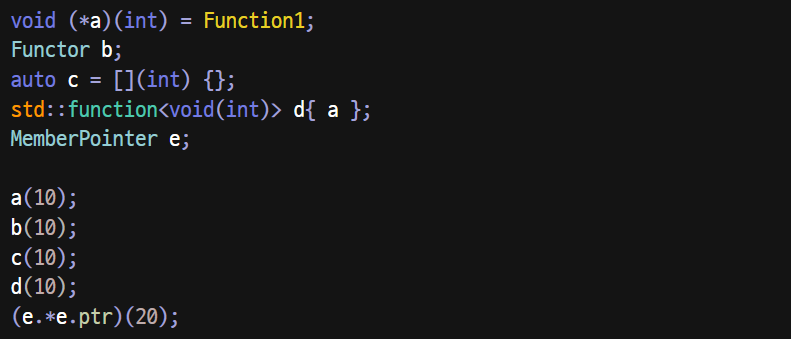 void (*a)(int) = Function1;
Functor b;
auto c = [](int) {};
std::function<void(int)> d{ a };
MemberPointer e;
a(10);
b(10);
c(10);
d(10);
(e.*e.ptr)(20);